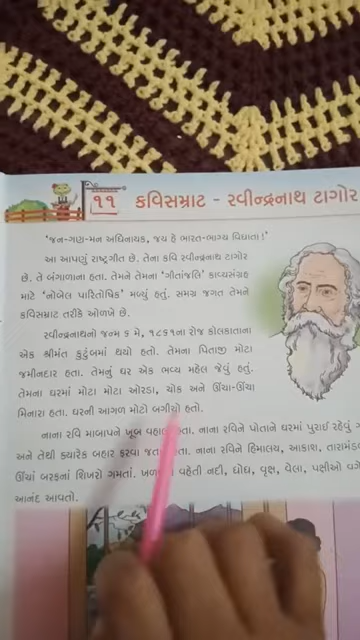 ૧૧ કવિસમ્રાટ - રવીન્દ્રનાથ ટાગોર
‘જન-ગણ-મન અધિનાયક, જય હે ભારત-ભાગ્ય વિધાતા !’
આ આપણું રાષ્ટ્રગીત છે. તેના કવિ રવીન્દ્રનાથ ટાગોર
છે. તે બંગાળાના હતા. તેમને તેમના ‘ગીતાંજલિ’ કાવ્યસંગ્રહ
માટે ‘નોબેલ પારિતોષિક’ મળ્યું હતું. સમગ્ર જગત તેમને
કવિસમ્રાટ તરીકે ઓળખે છે.
રવીન્દ્રનાથનો જન્મ ૬ મે, ૧૮૬૧ના રોજ કોલકાતાના
એક શ્રીમંત કુટુંબમાં થયો હતો. તેમના પિતાજી મોટા
જમીનદાર હતા. તેમનું ઘર એક ભવ્ય મહેલ જેવું હતું.
તેમના ઘરમાં મોટા મોટા ઓરડા, ચોક અને ઊંચા-ઊંચા
મિનારા હતા. ઘરની આગળ મોટો બગીચો હતો.
નાના રવિ માબાપને ખૂબ વહાલા હતા. નાના રવિને પોતાને ઘરમાં પુરાઈ રહેવું
અને તેથી ક્યારેક બહાર ફરવા જતા હતા. નાના રવિને હિમાલય, આકાશ, તારામંડળ
ઊંચાં બરફનાં શિખરો ગમતાં. વહેતી નદી, ધોધ, વૃક્ષ, વેલા, પક્ષીઓ
આનંદ આવતો.